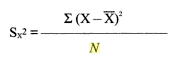 Sx² = Σ (X − X̄)²
N